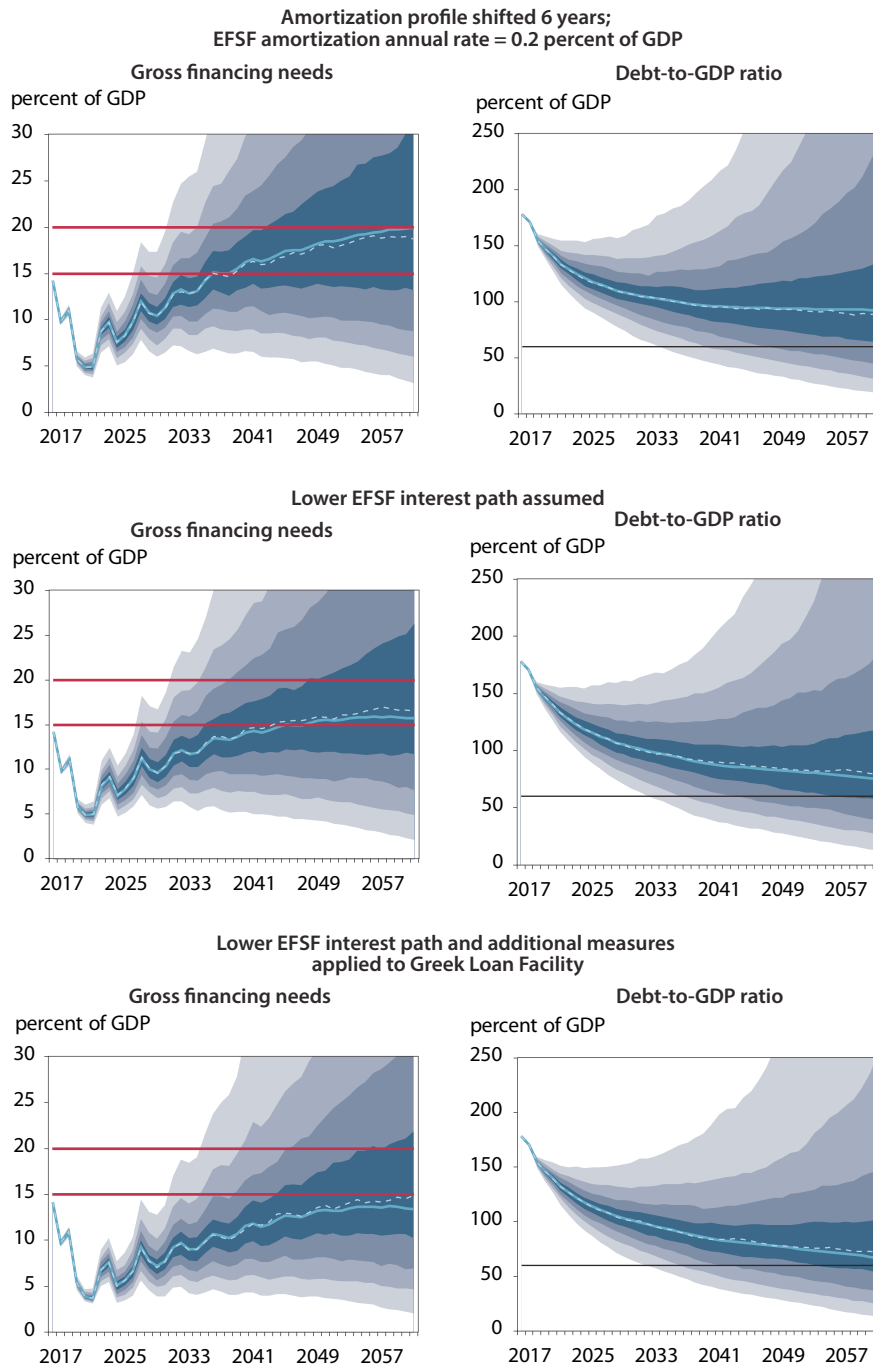 Amortization profile shifted 6 years;
EFSF amortization annual rate = 0.2 percent of GDP
Gross financing needs
percent of GDP
30
25
20
15
10
5
0
2017 2025 2033 2041 2049 2057
Debt-to-GDP ratio
percent of GDP
250
200
150
100
50
0
2017 2025 2033 2041 2049 2057
Lower EFSF interest path assumed
Gross financing needs
percent of GDP
30
25
20
15
10
5
0
2017 2025 2033 2041 2049 2057
Debt-to-GDP ratio
percent of GDP
250
200
150
100
50
0
2017 2025 2033 2041 2049 2057
Lower EFSF interest path and additional measures
applied to Greek Loan Facility
Gross financing needs
percent of GDP
30
25
20
15
10
5
0
2017 2025 2033 2041 2049 2057
Debt-to-GDP ratio
percent of GDP
250
200
150
100
50
0
2017 2025 2033 2041 2049 2057